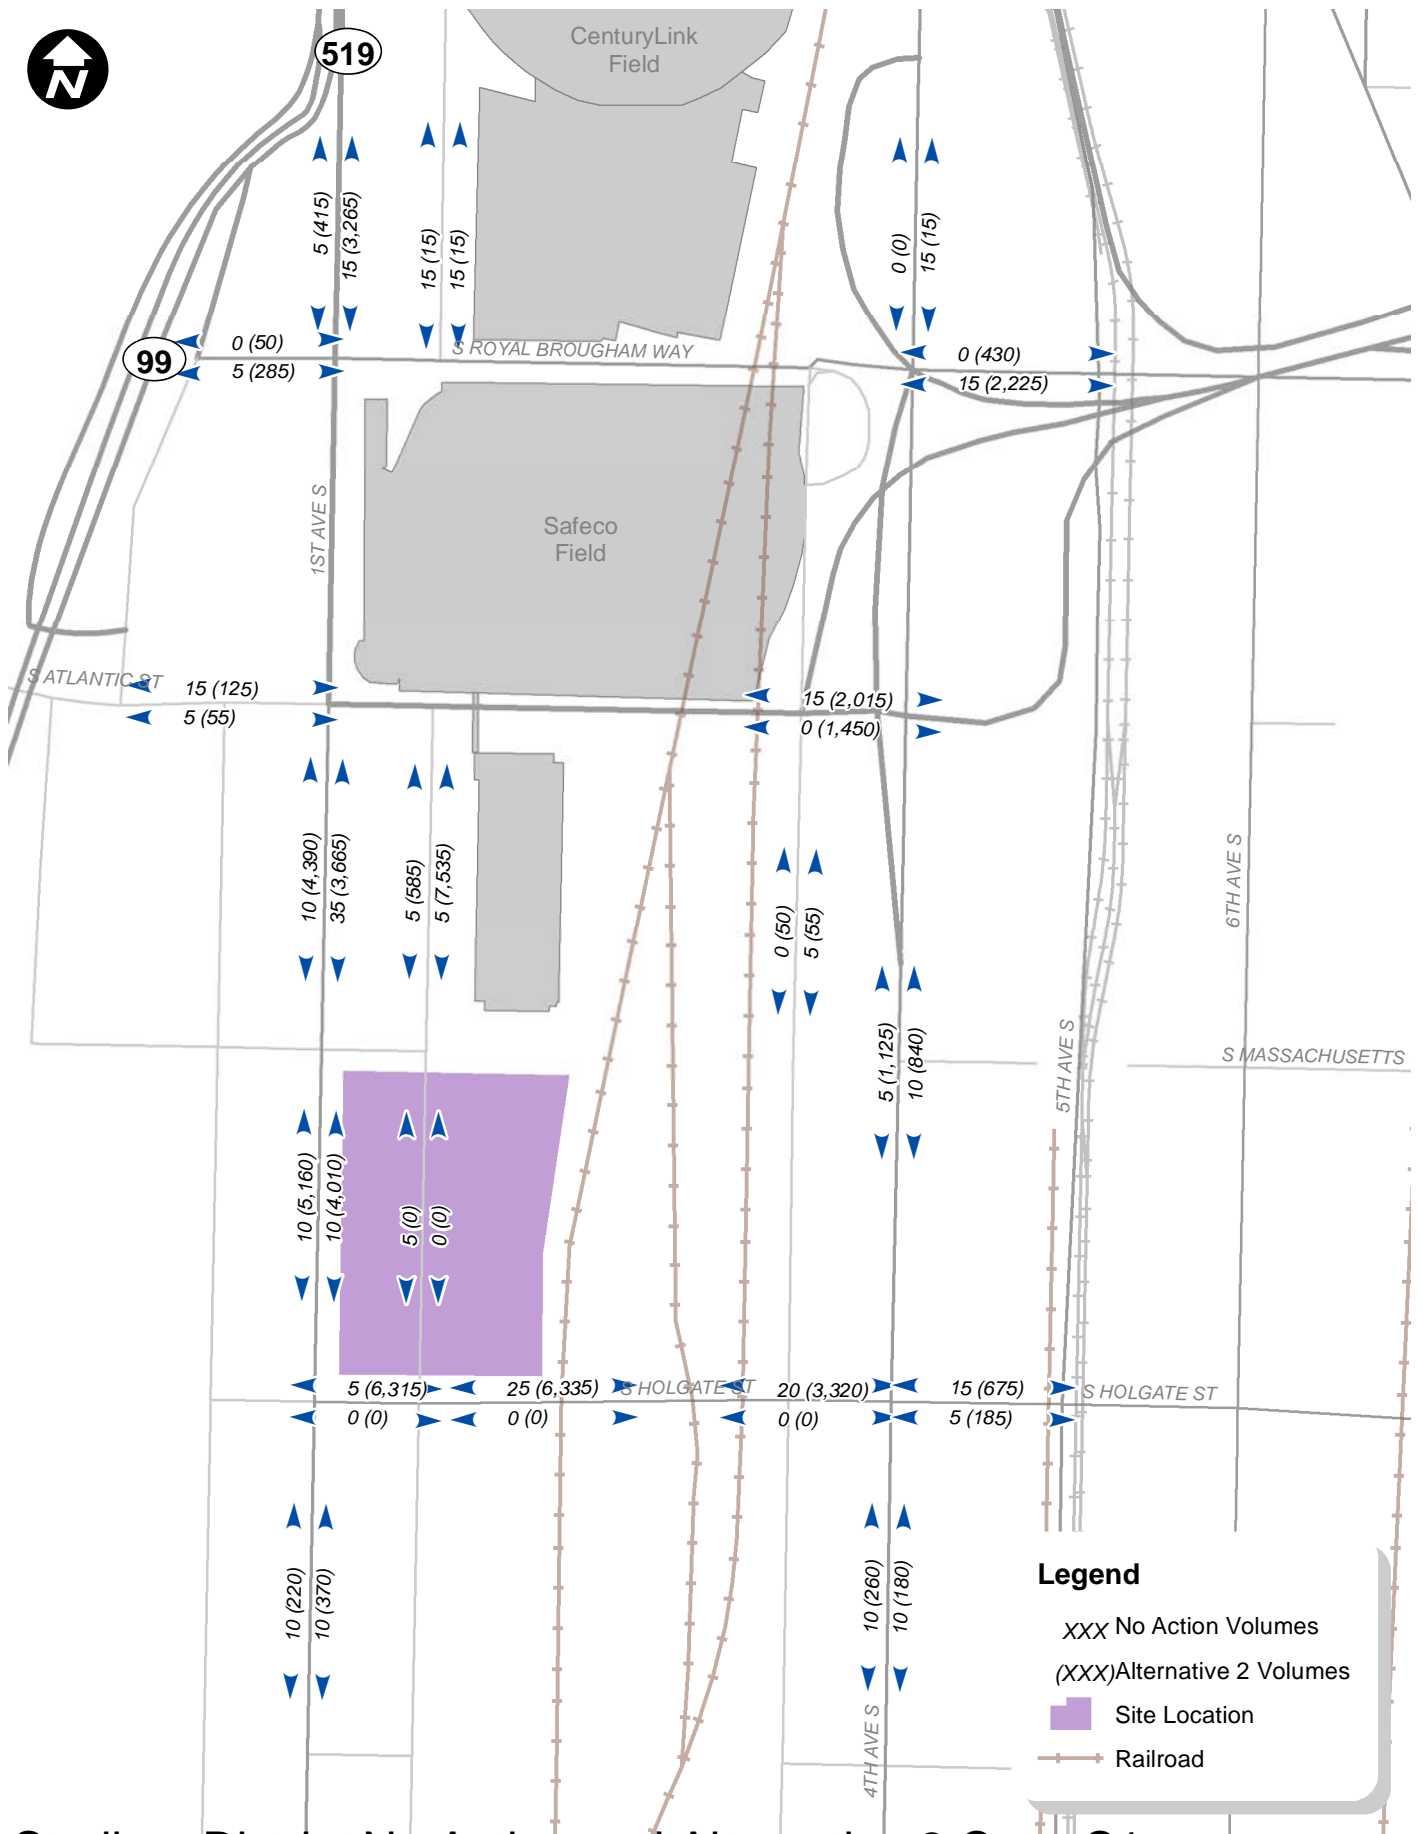 CenturyLink
Field
519
N
5 (415)
15 (3,265)
15 (15)
15 (15)
0 (0)
15 (15)
99
0 (50)
5 (285)
S ROYAL BROUGHAM WAY
0 (430)
15 (2,225)
1ST AVE S
Safeco
Field
S ATLANTIC ST
15 (125)
5 (55)
15 (2,015)
0 (1,450)
10 (4,390)
35 (3,665)
5 (585)
5 (7,535)
0 (50)
5 (55)
6TH AVE S
5 (1,125)
10 (840)
5TH AVE S
S MASSACHUSETTS
10 (5,160)
10 (4,010)
5 (0)
0 (0)
5 (6,315)
0 (0)
25 (6,335)
0 (0)
S HOLGATE ST
20 (3,320)
0 (0)
15 (675)
5 (185)
S HOLGATE ST
10 (220)
10 (370)
10 (260)
10 (180)
4TH AVE S
Legend
XXX No Action Volumes
(XXX) Alternative 2 Volumes
Site Location
Railroad